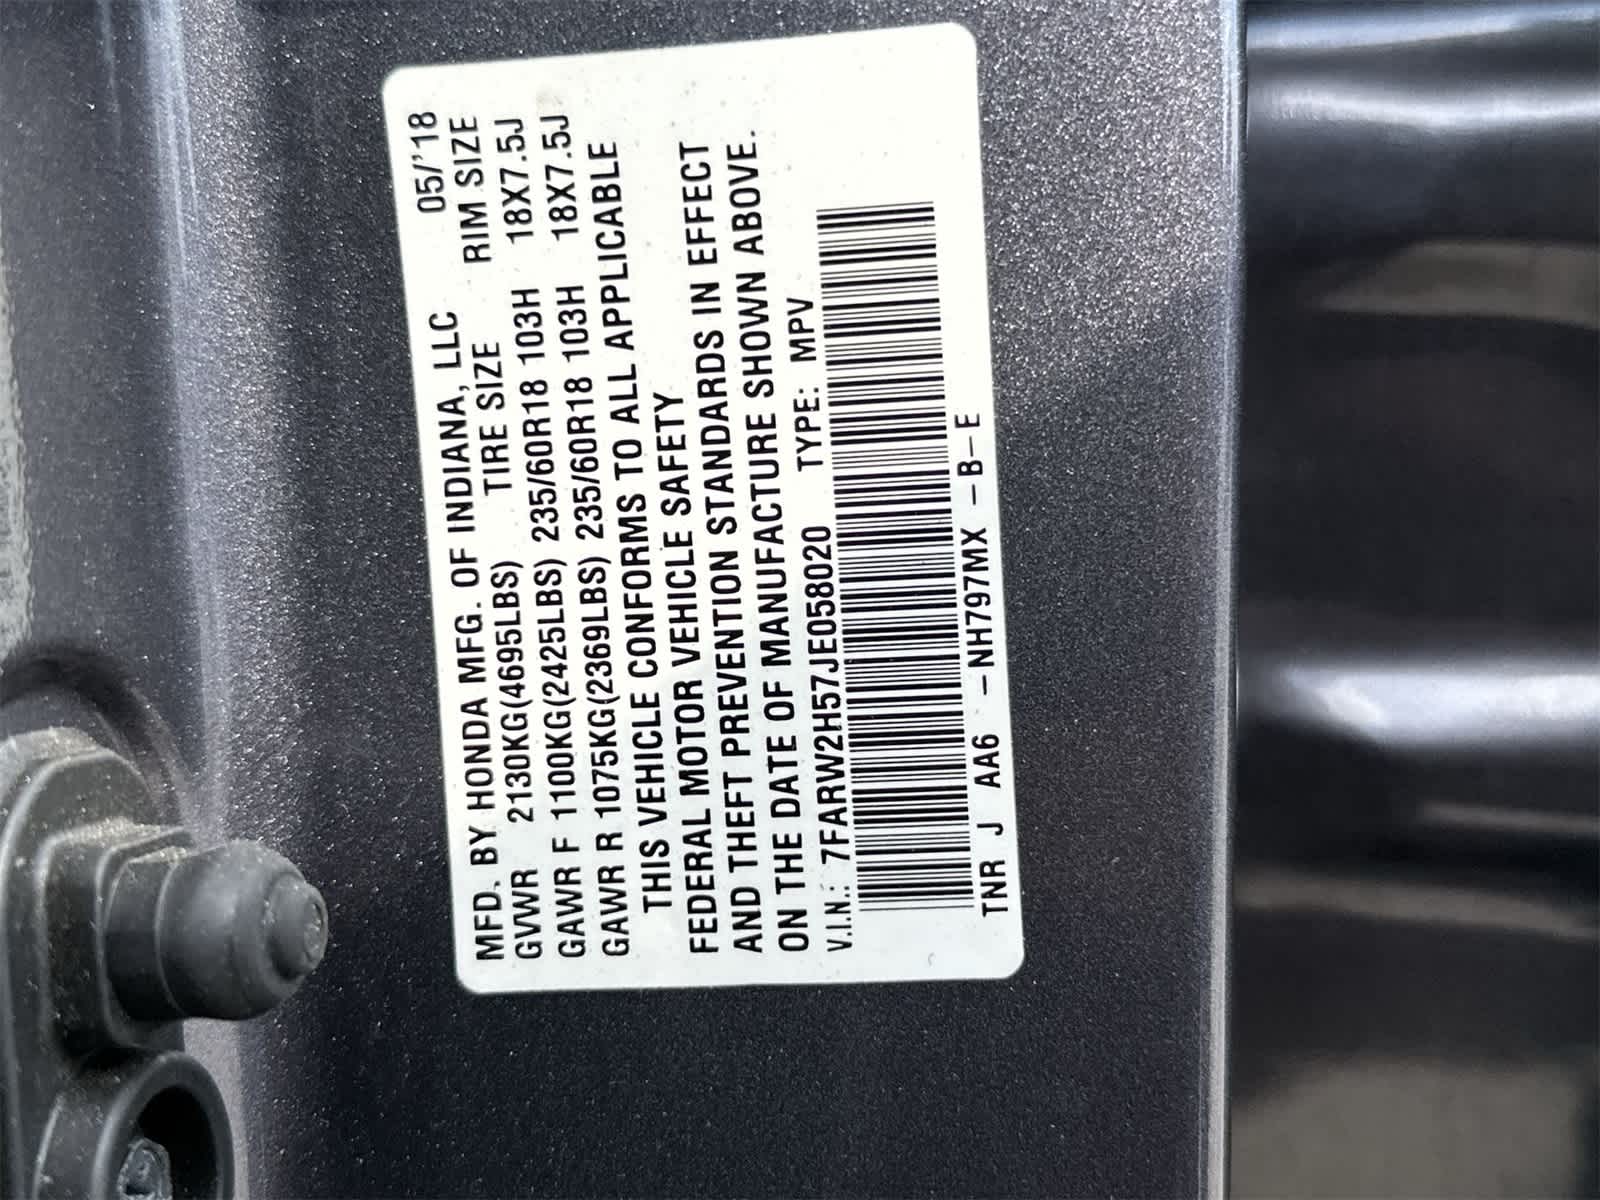 MFD. BY HONDA MFG. OF INDIANA, LLC 05/'18
GVWR 2130KG(4695LBS) TIRE SIZE RIM SIZE
GAWR F 1100KG(2425LBS) 235/60R18 103H 18X7.5J
GAWR R 1075KG(2369LBS) 235/60R18 103H 18X7.5J
THIS VEHICLE CONFORMS TO ALL APPLICABLE
FEDERAL MOTOR VEHICLE SAFETY
AND THEFT PREVENTION STANDARDS IN EFFECT
ON THE DATE OF MANUFACTURE SHOWN ABOVE.
V.I.N.: 7FARW2H57JE058020 TYPE: MPV
TNR J AA6 -NH797MX -B-E